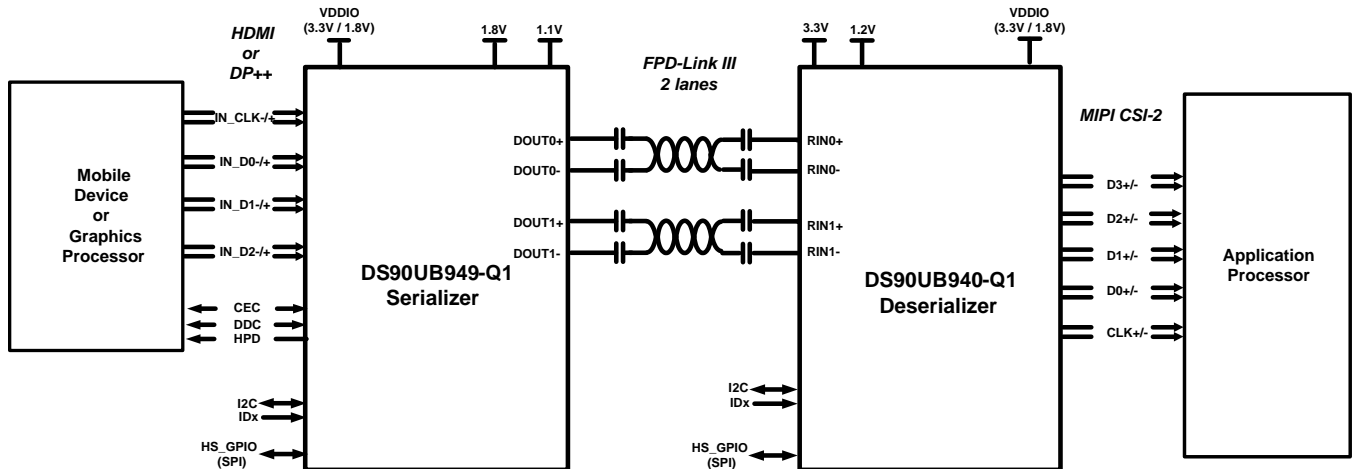 HDMI
or
DP++
VDDIO
(3.3V / 1.8V)
1.8V
1.1V
FPD-Link III
2 lanes
3.3V
1.2V
VDDIO
(3.3V / 1.8V)
MIPI CSI-2
Mobile
Device
or
Graphics
Processor
IN_CLK-/+
IN_D0-/+
IN_D1-/+
IN_D2-/+
CEC
DDC
HPD
I2C
IDx
HS_GPIO
(SPI)
DS90UB949-Q1
Serializer
DOUT0+
DOUT0-
DOUT1+
DOUT1-
RIN0+
RIN0-
RIN1+
RIN1-
DS90UB940-Q1
Deserializer
I2C
IDx
HS_GPIO
(SPI)
D3+/-
D2+/-
D1+/-
D0+/-
CLK+/-
Application
Processor